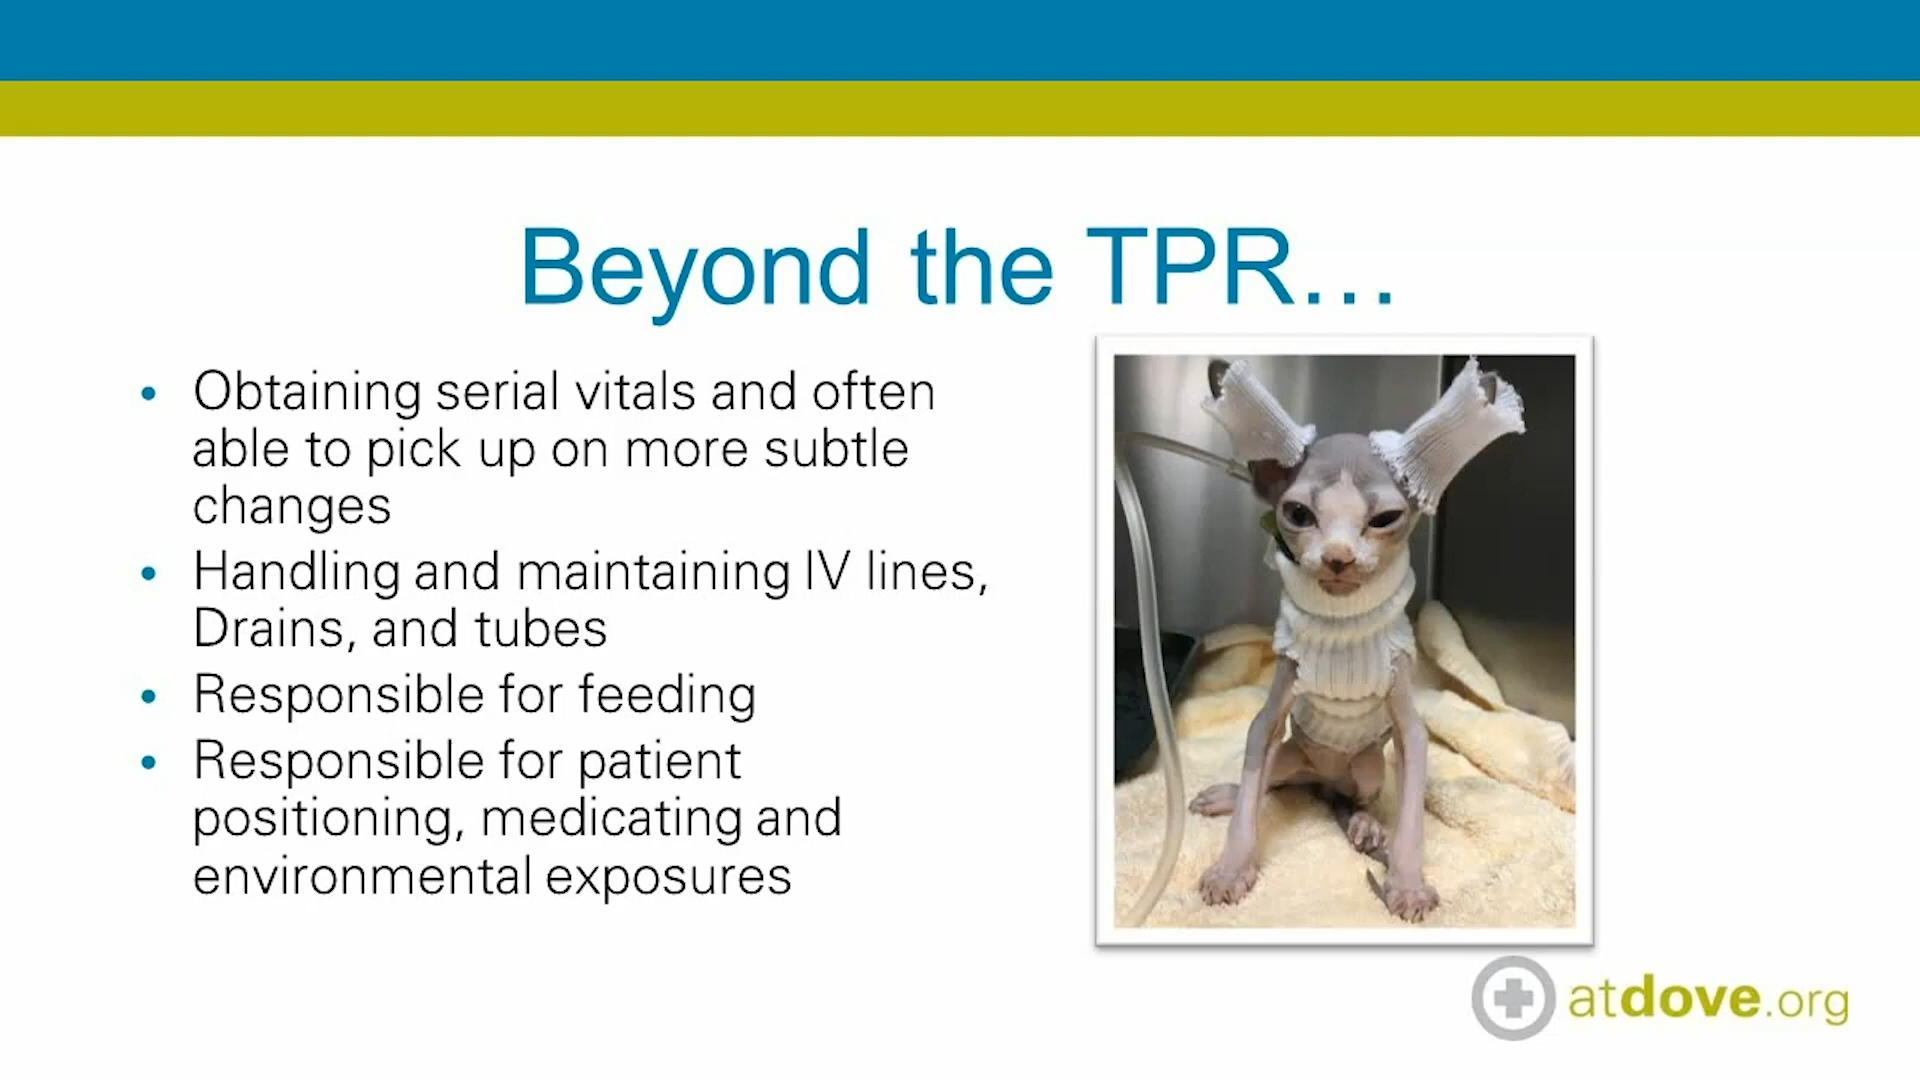 Beyond the TPR...
• Obtaining serial vitals and often
able to pick up on more subtle
changes
• Handling and maintaining IV lines,
Drains, and tubes
• Responsible for feeding
• Responsible for patient
positioning, medicating and
environmental exposures
atdove.org